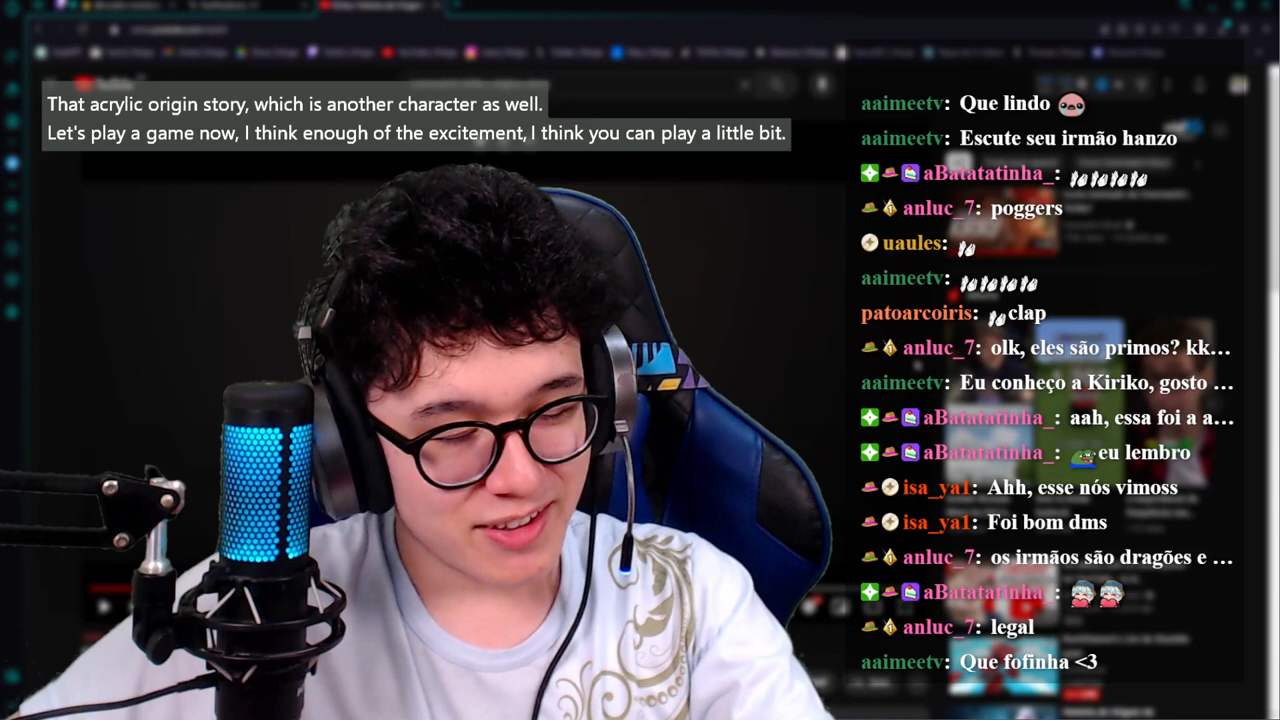 That acrylic origin story, which is another character as well.
Let's play a game now, I think enough of the excitement, I think you can play a little bit.
aaimeetv: Que lindo
aaimeetv: Escute seu irmão hanzo
aBatatatinha_:
anluc_7: poggers
uaules:
aaimeetv:
patoarcoiris: clap
anluc_7: olk, eles são primos? kk...
aaimeetv: Eu conheço a Kiriko, gosto ...
aBatatatinha_: aah, essa foi a a...
aBatatatinha_: eu lembro
isa_ya1: Ahh, esse nós vimoss
isa_ya1: Foi bom dms
anluc_7: os irmãos são dragões e ...
aBatatatinha_:
anluc_7: legal
aaimeetv: Que fofinha <3